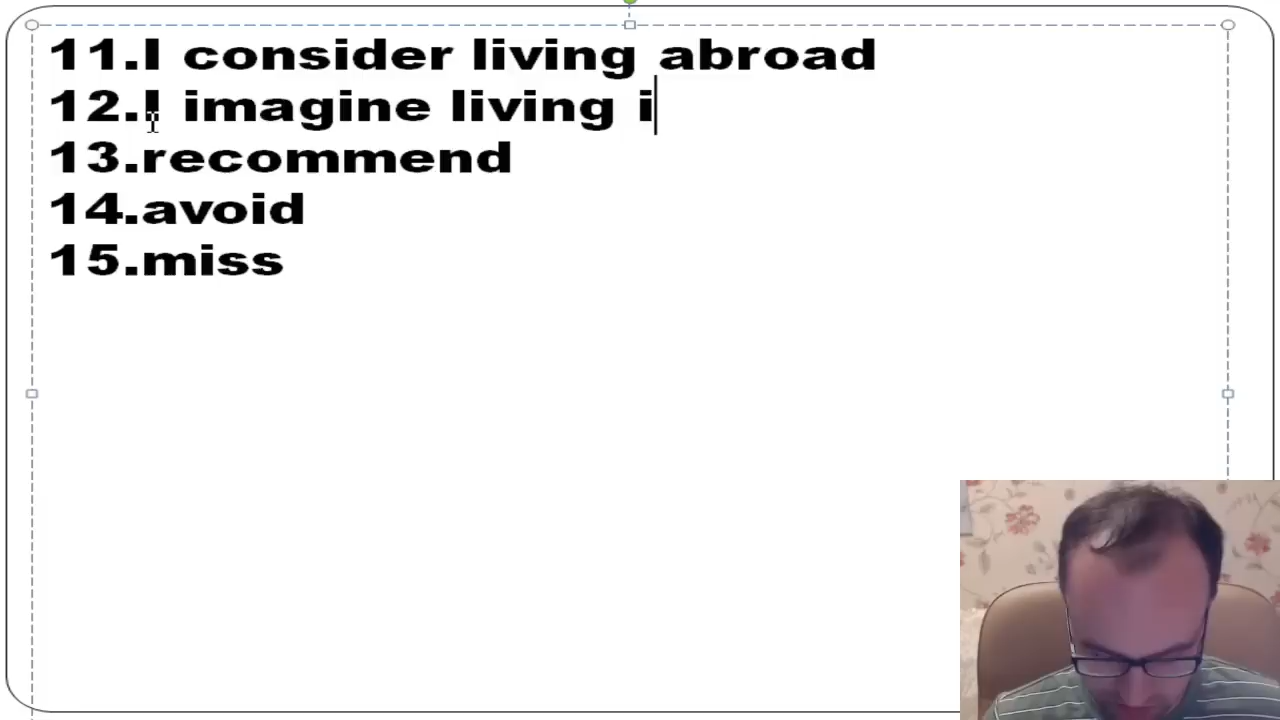 11.I consider living abroad
12.I imagine living i
13.recommend
14.avoid
15.miss